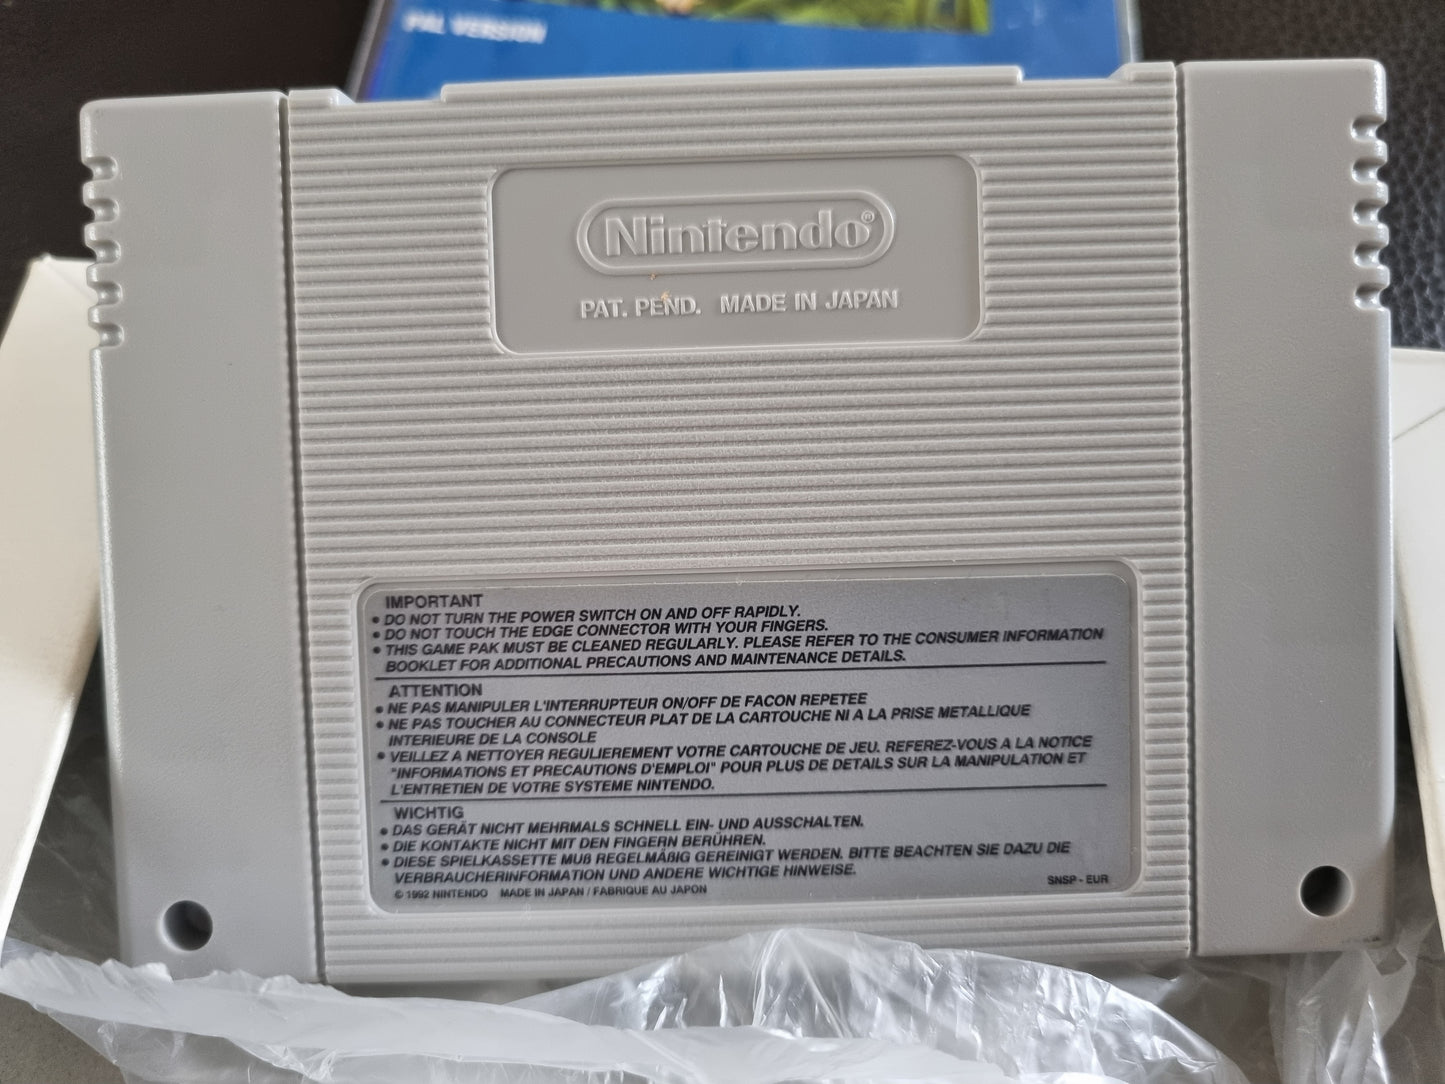 PAL VERSION
Nintendo®
PAT. PEND. MADE IN JAPAN
IMPORTANT
• DO NOT TURN THE POWER SWITCH ON AND OFF RAPIDLY.
• DO NOT TOUCH THE EDGE CONNECTOR WITH YOUR FINGERS.
• THIS GAME PAK MUST BE CLEANED REGULARLY. PLEASE REFER TO THE CONSUMER INFORMATION
BOOKLET FOR ADDITIONAL PRECAUTIONS AND MAINTENANCE DETAILS.
ATTENTION
• NE PAS MANIPULER L'INTERRUPTEUR ON/OFF DE FACON REPETEE
• NE PAS TOUCHER AU CONNECTEUR PLAT DE LA CARTOUCHE NI A LA PRISE METALLIQUE
INTERIEURE DE LA CONSOLE
• VEILLEZ A NETTOYER REGULIEREMENT VOTRE CARTOUCHE DE JEU. REFEREZ-VOUS A LA NOTICE
"INFORMATIONS ET PRECAUTIONS D'EMPLOI" POUR PLUS DE DETAILS SUR LA MANIPULATION ET
L'ENTRETIEN DE VOTRE SYSTEME NINTENDO.
WICHTIG
• DAS GERÄT NICHT MEHRMALS SCHNELL EIN- UND AUSSCHALTEN.
• DIE KONTAKTE NICHT MIT DEN FINGERN BERÜHREN.
• DIESE SPIELKASSETTE MUß REGELMÄßIG GEREINIGT WERDEN. BITTE BEACHTEN SIE DAZU DIE
VERBRAUCHERINFORMATION UND ANDERE WICHTIGE HINWEISE.
© 1992 NINTENDO MADE IN JAPAN / FABRIQUE AU JAPON
SNSP - EUR